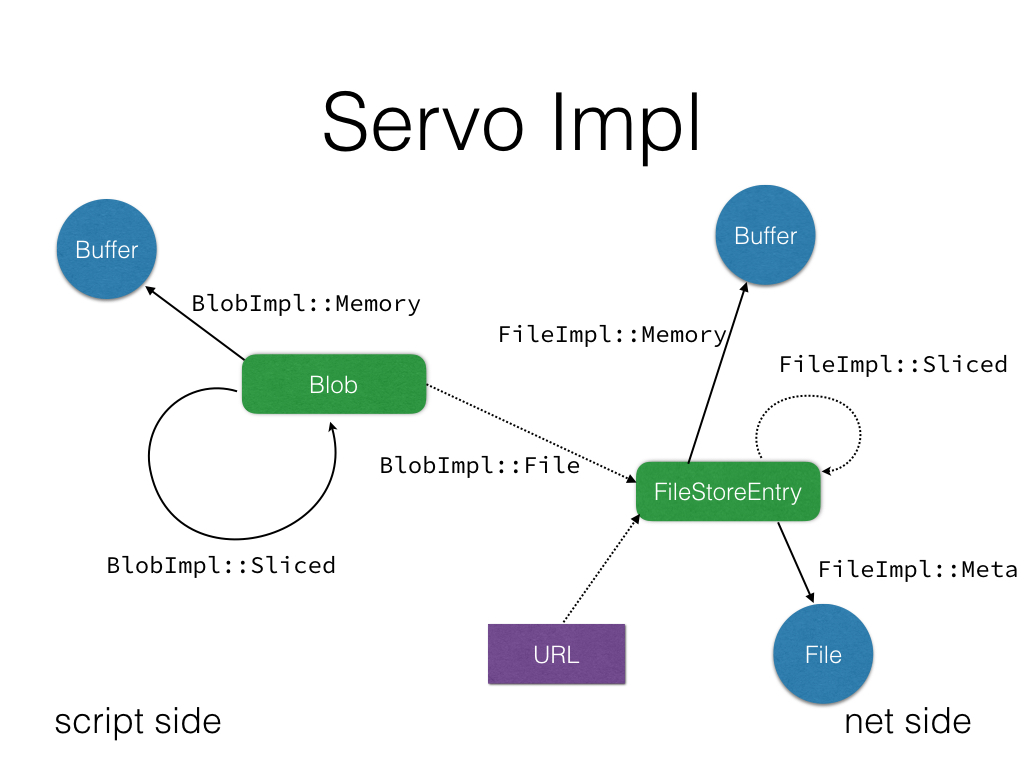 Servo Impl
Buffer
Buffer
BlobImpl::Memory
FileImpl::Memory
FileImpl::Sliced
Blob
BlobImpl::File
FileStoreEntry
BlobImpl::Sliced
FileImpl::Meta
URL
File
script side
net side